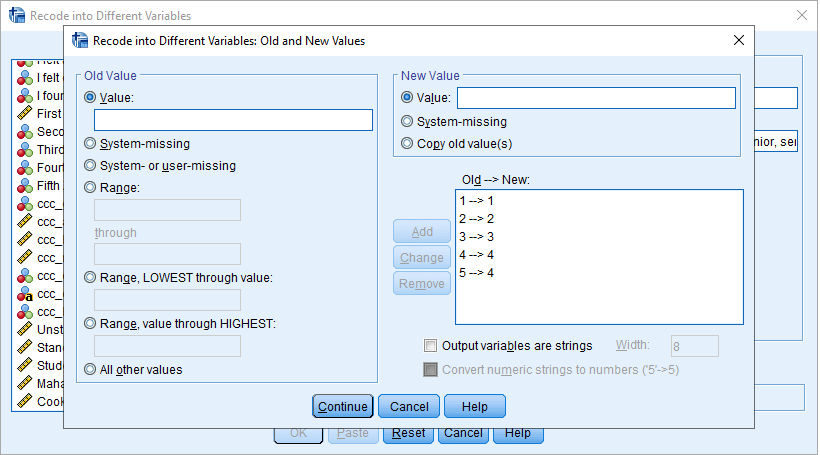 Recode into Different Variables
Recode into Different Variables: Old and New Values
I felt
I foun
First
Seco
Third
Fourt
Fifth
ccc_
ccc_
ccc_
ccc_
ccc_
ccc_
ccc_
Unst
Stand
Stude
Maha
Cook
Old Value
Value:
System-missing
System- or user-missing
Range:
through
Range, LOWEST through value:
Range, value through HIGHEST:
All other values
New Value
Value:
System-missing
Copy old value(s)
Old --> New:
1 --> 1
2 --> 2
3 --> 3
4 --> 4
5 --> 4
Add
Change
Remove
Output variables are strings
Width:
8
Convert numeric strings to numbers ('5'->5)
Continue
Cancel
Help
nior, ser
OK
Paste
Reset
Cancel
Help